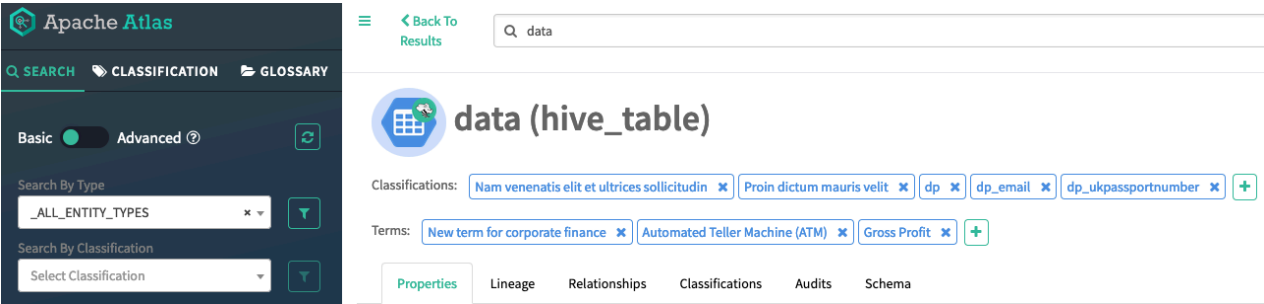 Apache Atlas
SEARCH CLASSIFICATION GLOSSARY
Basic Advanced
Search By Type
_ALL_ENTITY_TYPES
Search By Classification
Select Classification
Back To
Results
data
data (hive_table)
Classifications: Nam venenatis elit et ultrices sollicitudin Proin dictum mauris velit dp dp_email dp_ukpassportnumber
Terms: New term for corporate finance Automated Teller Machine (ATM) Gross Profit
Properties Lineage Relationships Classifications Audits Schema